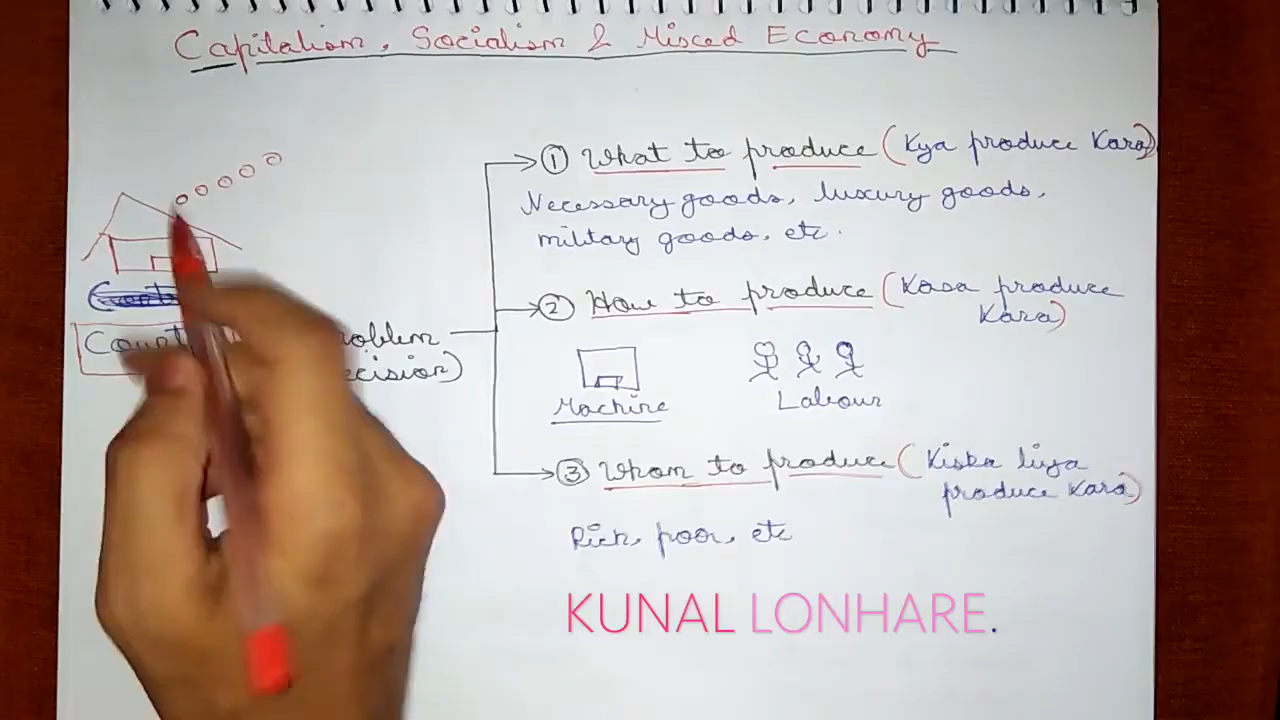 Capitalism, Socialism & Mixed Economy
① What to produce (Kya produce Kara)
Necessary goods, luxury goods,
military goods, etc.
② How to produce (Kasa produce
Kara)
Machine
Labour
③ Whom to produce (Kiska liya
produce Kara)
Rich, poor, etc
KUNAL LONHARE.